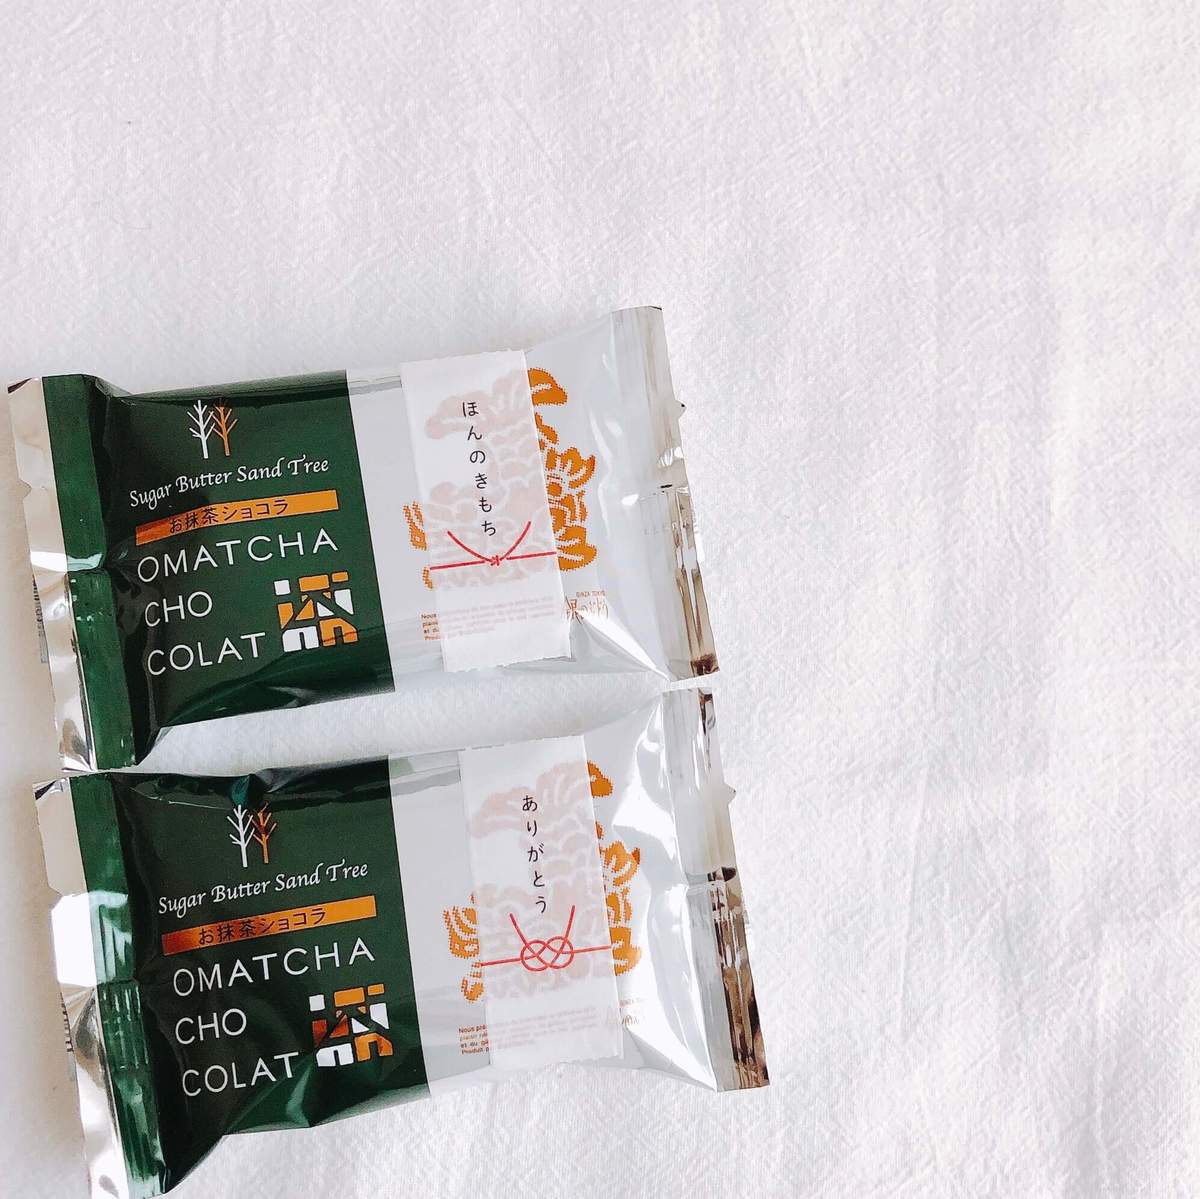 Sugar Butter Sand Tree
お抹茶ショコラ
OMATCHA
CHO
COLAT
ほんのきもち
GINZA TOKYO
Sugar Butter Sand Tree
お抹茶ショコラ
OMATCHA
CHO
COLAT
ありがとう